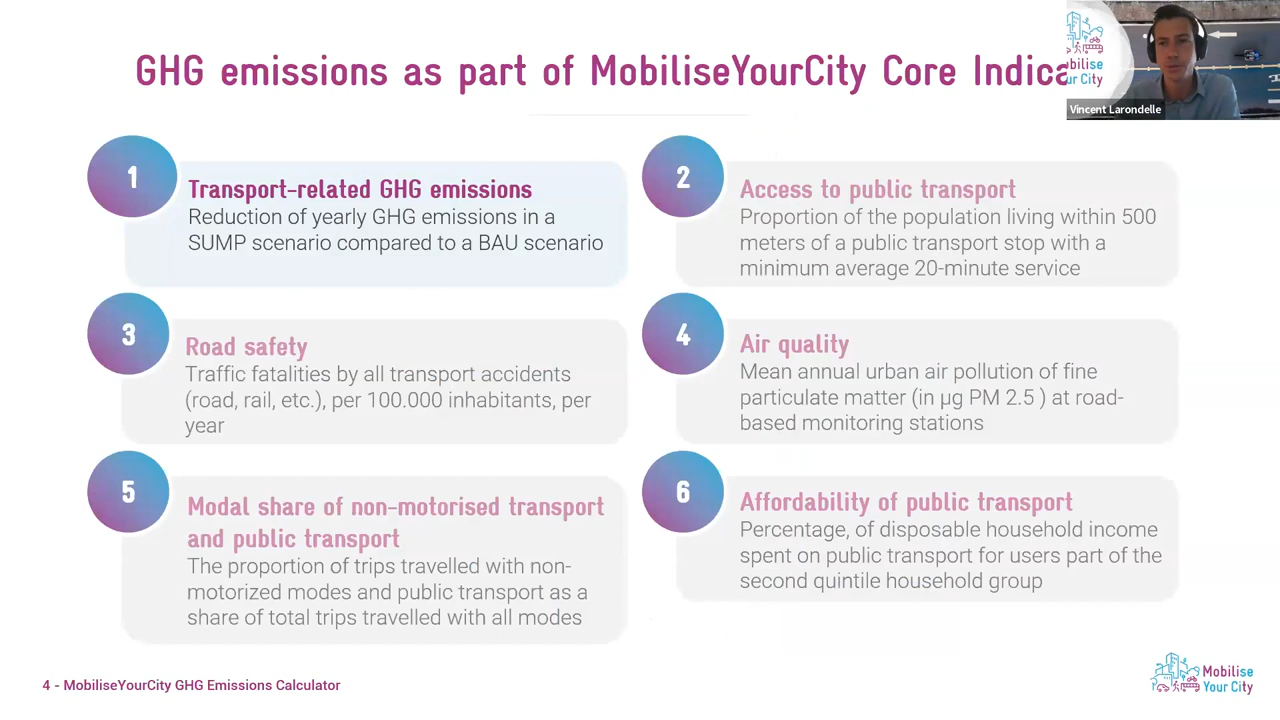 GHG emissions as part of MobiliseYourCity Core Indica
bilise
ur City
Vincent Larondelle
1
Transport-related GHG emissions
Reduction of yearly GHG emissions in a
SUMP scenario compared to a BAU scenario
2
Access to public transport
Proportion of the population living within 500
meters of a public transport stop with a
minimum average 20-minute service
3
Road safety
Traffic fatalities by all transport accidents
(road, rail, etc.), per 100.000 inhabitants, per
year
4
Air quality
Mean annual urban air pollution of fine
particulate matter (in µg PM 2.5 ) at road-
based monitoring stations
5
Modal share of non-motorised transport
and public transport
The proportion of trips travelled with non-
motorized modes and public transport as a
share of total trips travelled with all modes
6
Affordability of public transport
Percentage, of disposable household income
spent on public transport for users part of the
second quintile household group
4 - MobiliseYourCity GHG Emissions Calculator
Mobilise
Your City